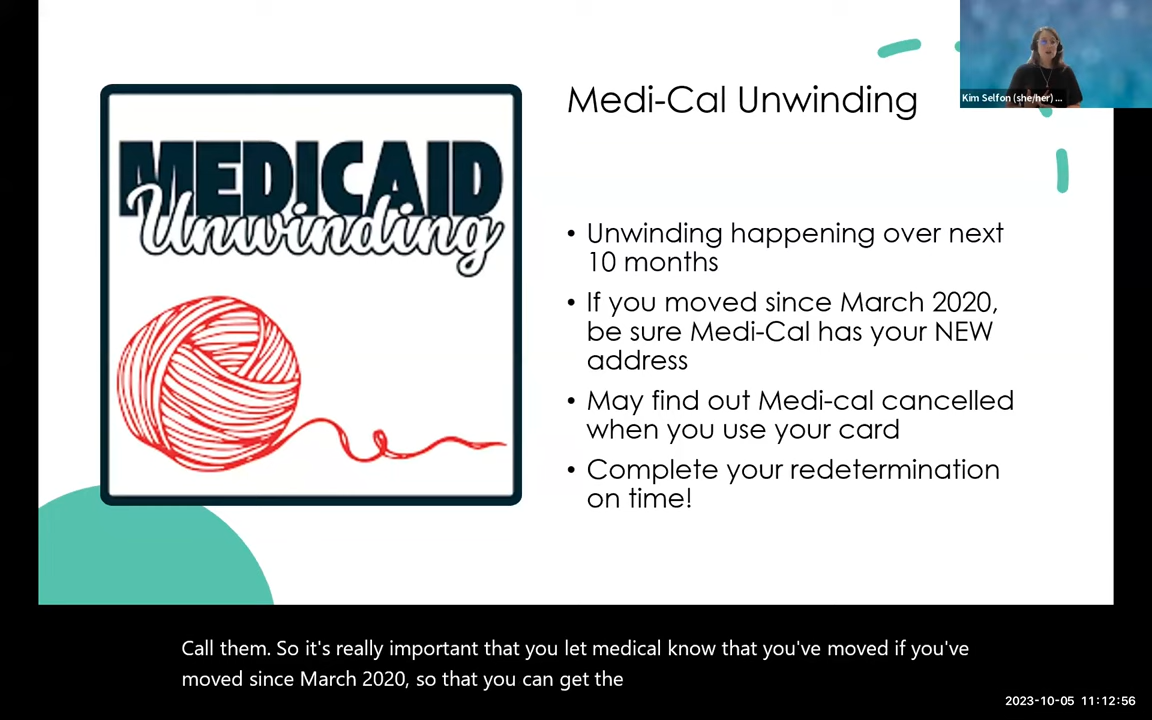 Kim Selfon (she/her) ...
Medi-Cal Unwinding
MEDICAID
Unwinding
• Unwinding happening over next
10 months
• If you moved since March 2020,
be sure Medi-Cal has your NEW
address
• May find out Medi-cal cancelled
when you use your card
• Complete your redetermination
on time!
Call them. So it's really important that you let medical know that you've moved if you've
moved since March 2020, so that you can get the
2023-10-05 11:12:56